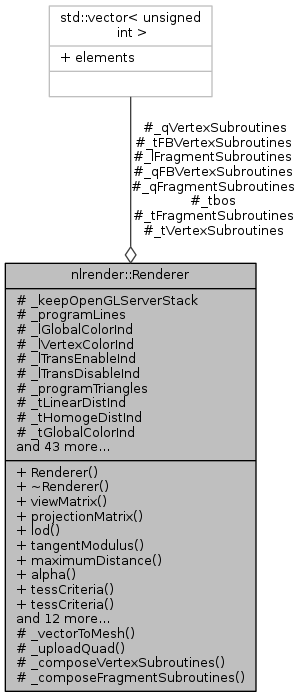 std::vector< unsigned
int >
+ elements
#_qVertexSubroutines
#_tFBVertexSubroutines
#_lFragmentSubroutines
#_qFBVertexSubroutines
#_qFragmentSubroutines
#_tbos
#_tFragmentSubroutines
#_tVertexSubroutines
nlrender::Renderer
# _keepOpenGLServerStack
# _programLines
# _lGlobalColorInd
# _lVertexColorInd
# _lTransEnableInd
# _lTransDisableInd
# _programTriangles
# _tLinearDistInd
# _tHomogeDistInd
# _tGlobalColorInd
and 43 more...
+ Renderer()
+ ~Renderer()
+ viewMatrix()
+ projectionMatrix()
+ lod()
+ tangentModulus()
+ maximumDistance()
+ alpha()
+ tessCriteria()
+ tessCriteria()
and 12 more...
# _vectorToMesh()
# _uploadQuad()
# _composeVertexSubroutines()
# _composeFragmentSubroutines()